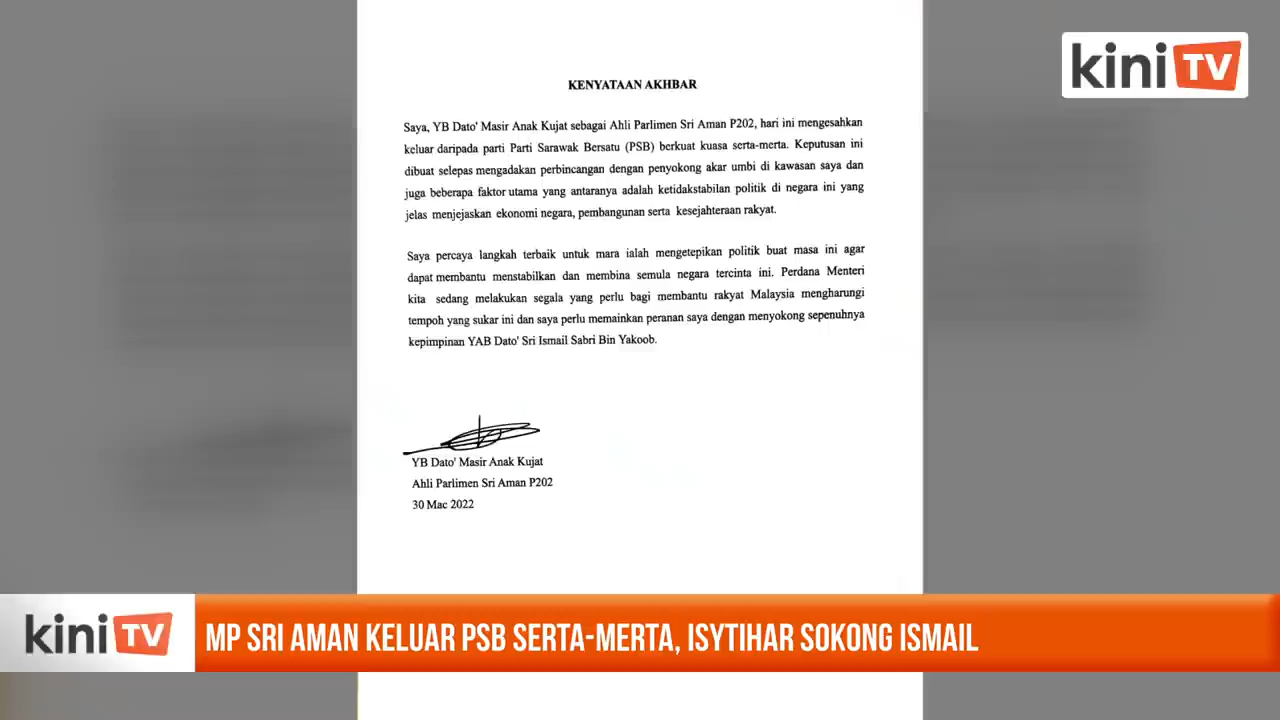 kini TV
KENYATAAN AKHBAR
Saya, YB Dato' Masir Anak Kujat sebagai Ahli Parlimen Sri Aman P202, hari ini mengesahkan
keluar daripada parti Parti Sarawak Bersatu (PSB) berkuat kuasa serta-merta. Keputusan ini
dibuat selepas mengadakan perbincangan dengan penyokong akar umbi di kawasan saya dan
juga beberapa faktor utama yang antaranya adalah ketidakstabilan politik di negara ini yang
jelas menjejaskan ekonomi negara, pembangunan serta kesejahteraan rakyat.
Saya percaya langkah terbaik untuk mara ialah mengetepikan politik buat masa ini agar
dapat membantu menstabilkan dan membina semula negara tercinta ini. Perdana Menteri
kita sedang melakukan segala yang perlu bagi membantu rakyat Malaysia mengharungi
tempoh yang sukar ini dan saya perlu memainkan peranan saya dengan menyokong sepenuhnya
kepimpinan YAB Dato' Sri Ismail Sabri Bin Yakoob.
YB Dato' Masir Anak Kujat
Ahli Parlimen Sri Aman P202
30 Mac 2022
kini TV
MP SRI AMAN KELUAR PSB SERTA-MERTA, ISYTIHAR SOKONG ISMAIL